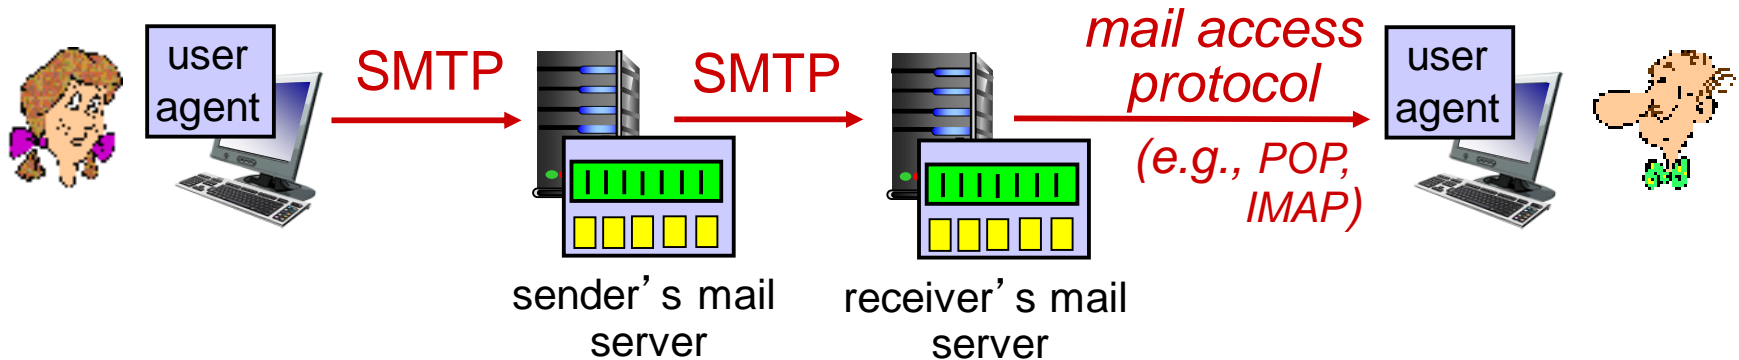 user
agent
SMTP
SMTP
mail access
protocol
(e.g., POP,
IMAP)
user
agent
sender’s mail
server
receiver’s mail
server